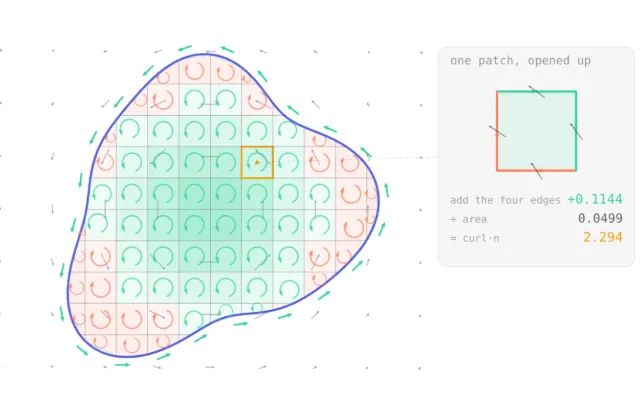 one patch, opened up
add the four edges +0.1144
÷ area 0.0499
= curl·n 2.294